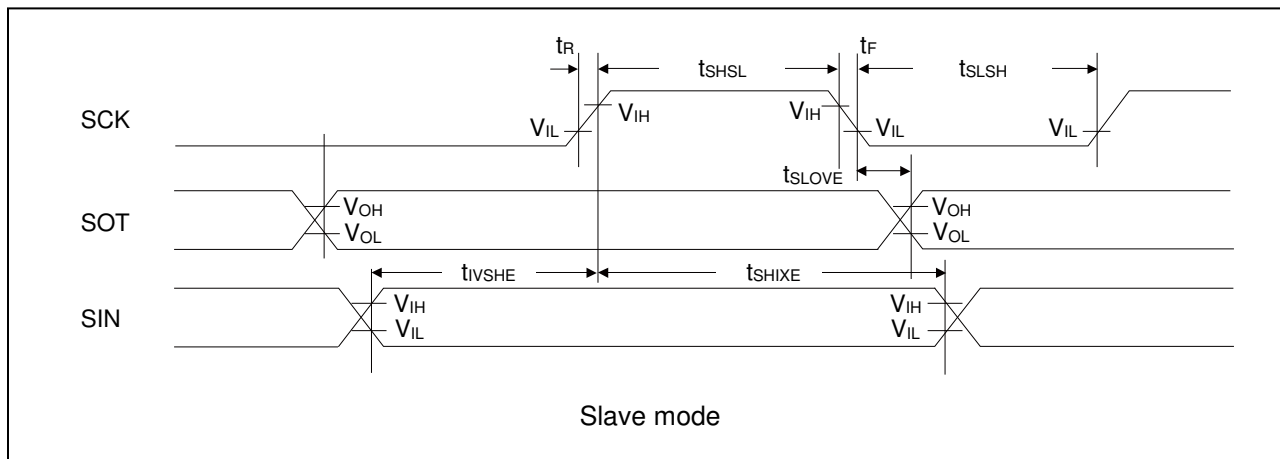 tR
tSHSL
tF
tSLSH
SCK
VIH
VIH
VIL
VIL
VIL
tSLOVE
SOT
VOH
VOL
VOH
VOL
tIVSHE
tSHIXE
SIN
VIH
VIL
VIH
VIL
Slave mode